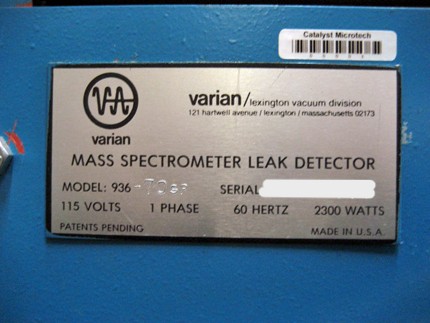 Catalyst Microtech
VA
varian/lexington vacuum division
121 hartwell avenue / lexington / massachusetts 02173
varian
MASS SPECTROMETER LEAK DETECTOR
MODEL: 936 SERIAL
115 VOLTS 1 PHASE 60 HERTZ 2300 WATTS
PATENTS PENDING MADE IN U.S.A.